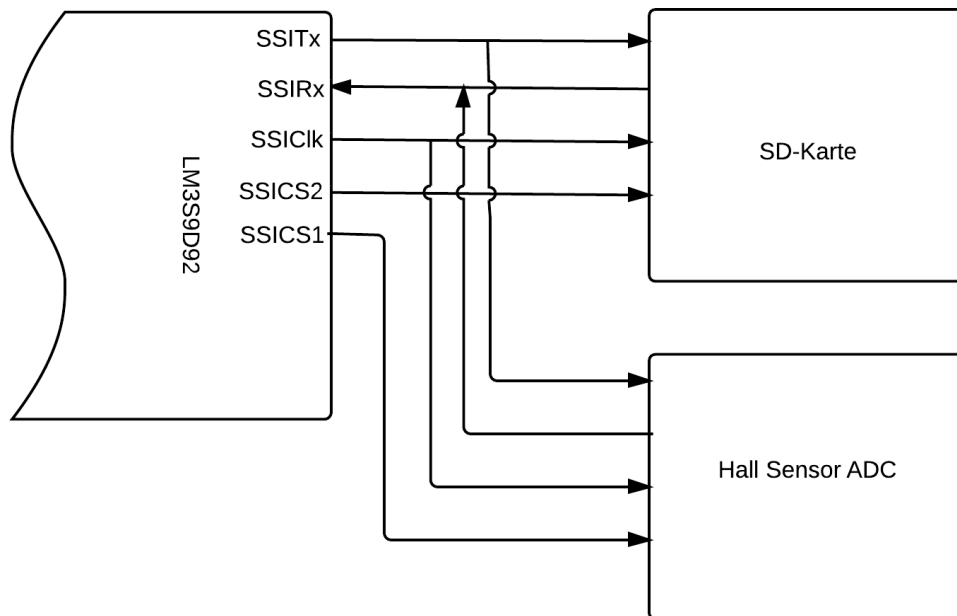 SSITx
SSIRx
SSIClk
SSICS2
SSICS1
LM3S9D92
SD-Karte
Hall Sensor ADC